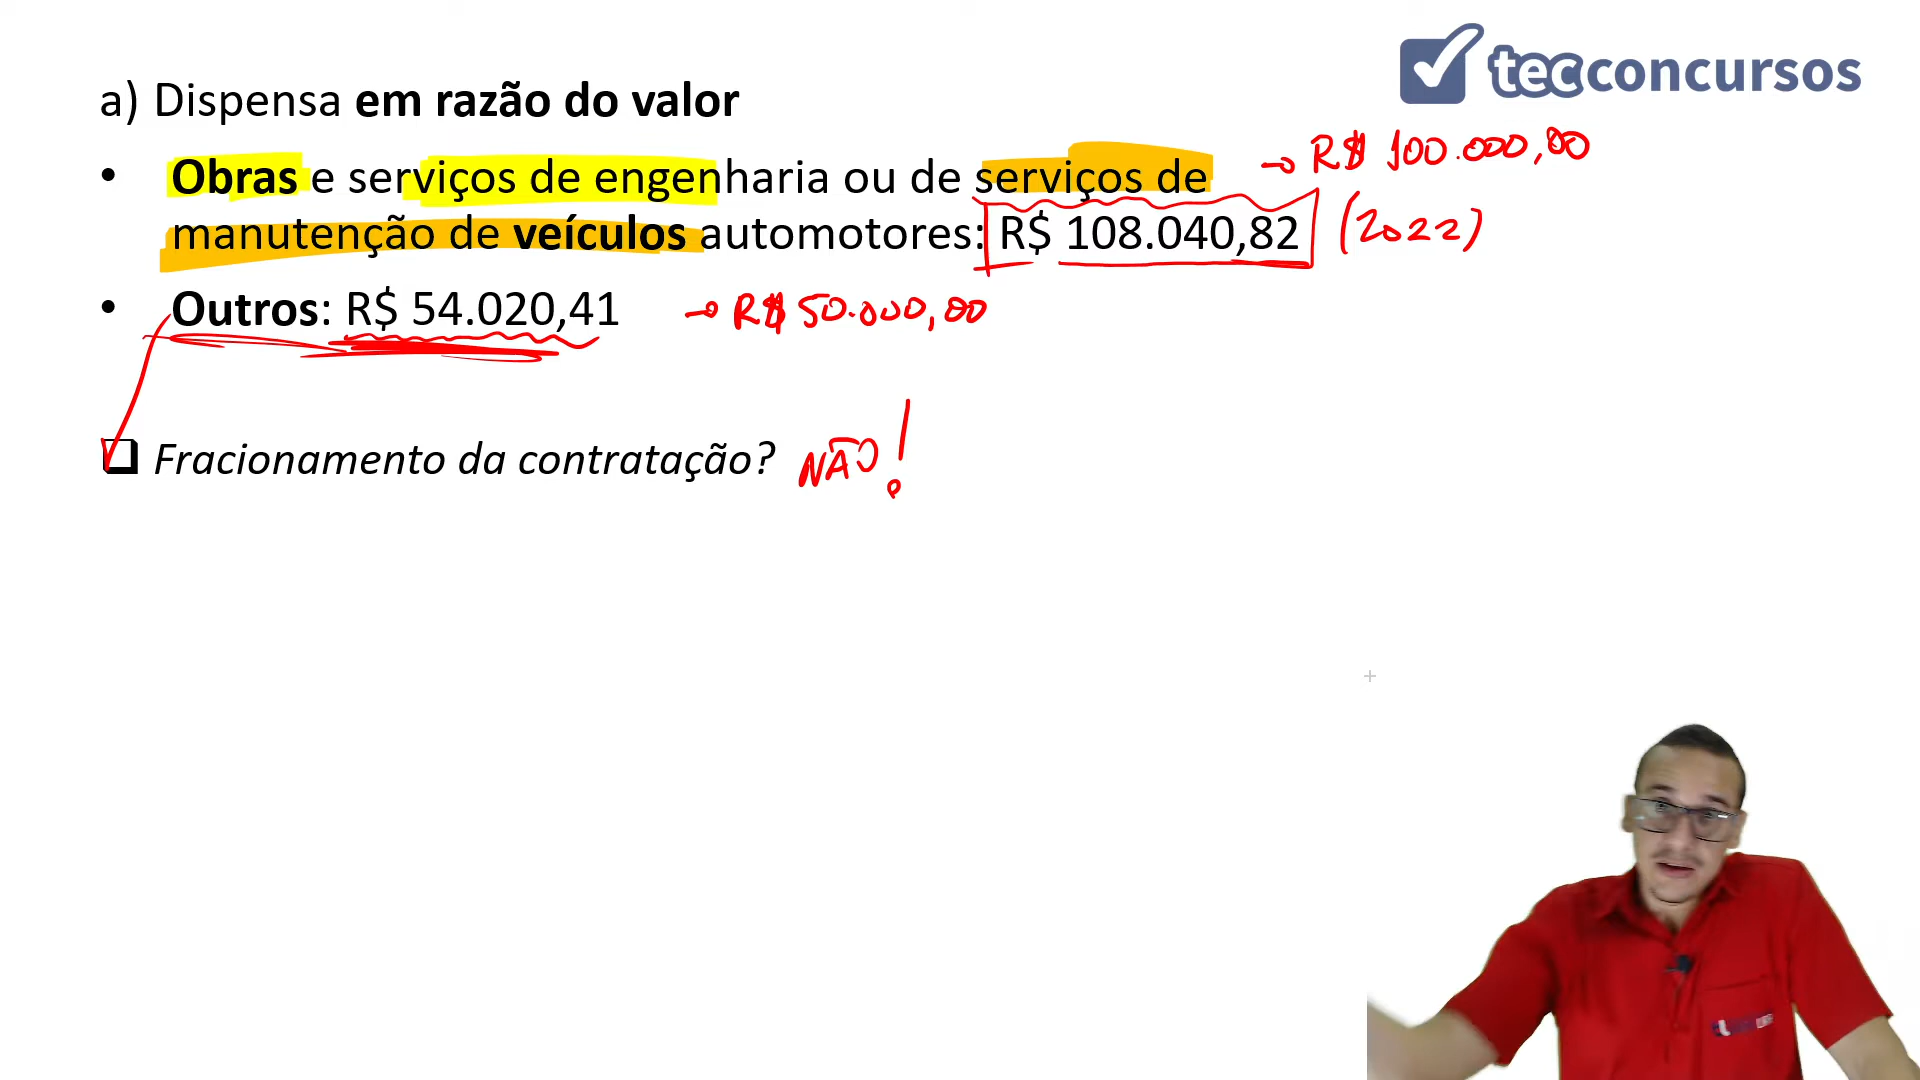 tecconcursos
a) Dispensa em razão do valor
• Obras e serviços de engenharia ou de serviços de → R$ 100.000,00
manutenção de veículos automotores: R$ 108.040,82 (2022)
• Outros: R$ 54.020,41 → R$ 50.000,00
❑ Fracionamento da contratação? NÃO!